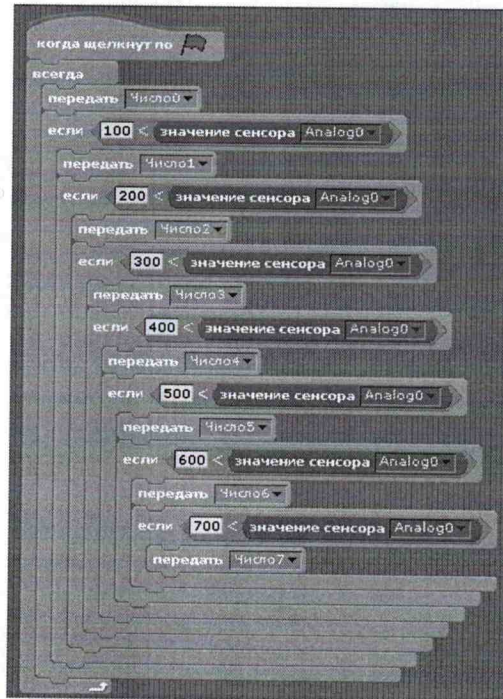 когда щелкнут по
всегда
передать Число0
если 100 < значение сенсора Analog0
передать Число1
если 200 < значение сенсора Analog0
передать Число2
если 300 < значение сенсора Analog0
передать Число3
если 400 < значение сенсора Analog0
передать Число4
если 500 < значение сенсора Analog0
передать Число5
если 600 < значение сенсора Analog0
передать Число6
если 700 < значение сенсора Analog0
передать Число7